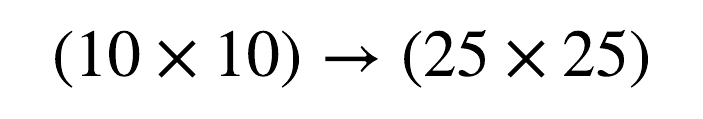 (10 × 10) → (25 × 25)